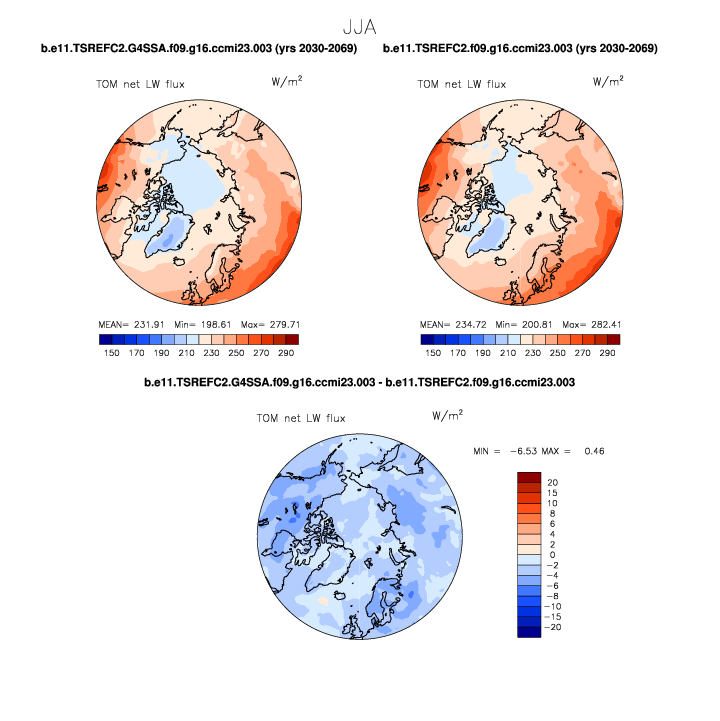 JJA
b.e11.TSREFC2.G4SSA.f09.g16.ccmi23.003 (yrs 2030-2069)
b.e11.TSREFC2.f09.g16.ccmi23.003 (yrs 2030-2069)
TOM net LW flux W/m²
TOM net LW flux W/m²
MEAN= 231.91 Min= 198.61 Max= 279.71
MEAN= 234.72 Min= 200.81 Max= 282.41
150 170 190 210 230 250 270 290
150 170 190 210 230 250 270 290
b.e11.TSREFC2.G4SSA.f09.g16.ccmi23.003 - b.e11.TSREFC2.f09.g16.ccmi23.003
TOM net LW flux W/m²
MIN = -6.53 MAX = 0.46
20
15
10
8
6
4
2
0
-2
-4
-6
-8
-10
-15
-20